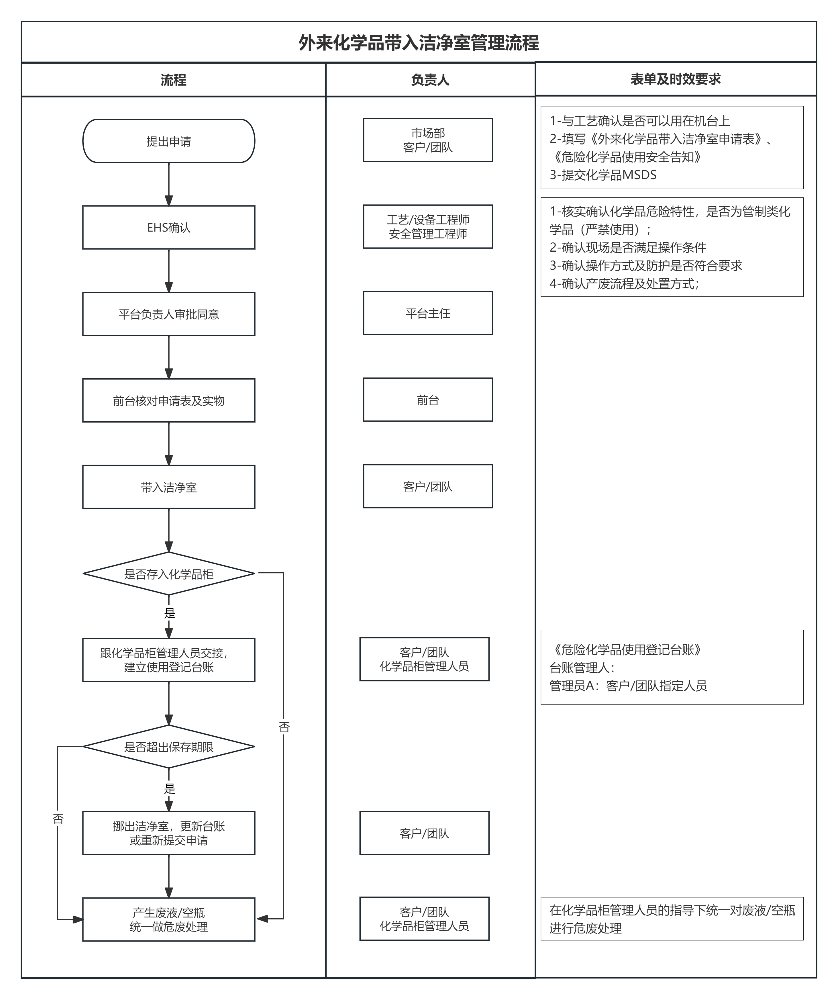 外来化学品带入洁净室管理流程
流程
负责人
表单及时效要求
提出申请
市场部
客户/团队
1-与工艺确认是否可以用在机台上
2-填写《外来化学品带入洁净室申请表》、
《危险化学品使用安全告知》
3-提交化学品MSDS
EHS确认
工艺/设备工程师
安全管理工程师
1-核实确认化学品危险特性，是否为管制类化
学品（严禁使用）；
2-确认现场是否满足操作条件
3-确认操作方式及防护是否符合要求
4-确认产废流程及处置方式；
平台负责人审批同意
平台主任
前台核对申请表及实物
前台
带入洁净室
客户/团队
是否存入化学品柜
是
否
跟化学品柜管理人员交接，
建立使用登记台账
客户/团队
化学品柜管理人员
《危险化学品使用登记台账》
台账管理人：
管理员A：客户/团队指定人员
是否超出保存期限
是
否
挪出洁净室，更新台账
或重新提交申请
客户/团队
产生废液/空瓶
统一做危废处理
客户/团队
化学品柜管理人员
在化学品柜管理人员的指导下统一对废液/空瓶
进行危废处理